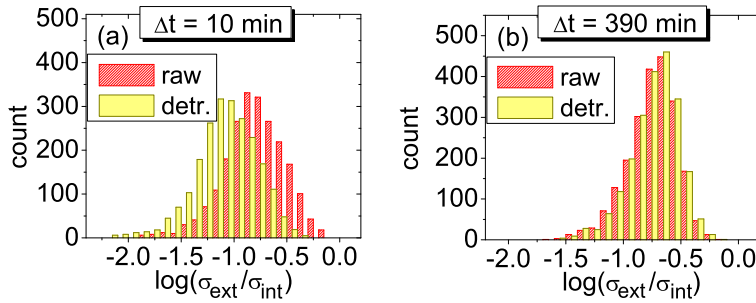 (a)
Δt = 10 min
raw
detr.
count
500
400
300
200
100
0
-2.0 -1.5 -1.0 -0.5 0.0
log(σext/σint)
(b)
Δt = 390 min
raw
detr.
count
500
400
300
200
100
0
-2.0 -1.5 -1.0 -0.5 0.0
log(σext/σint)